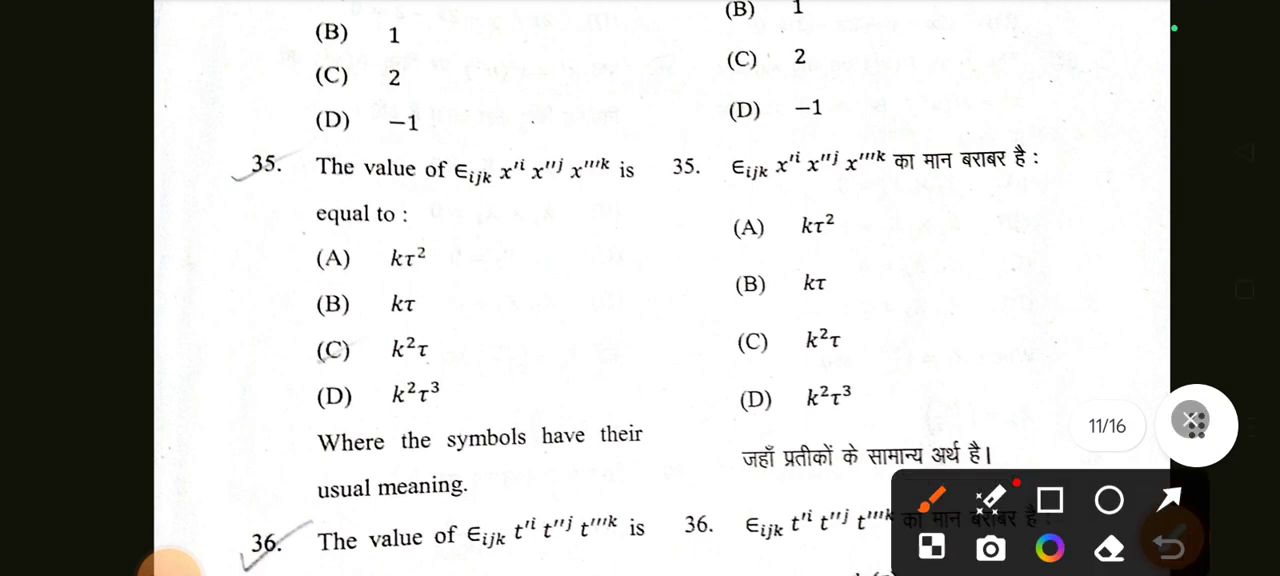 (B) 1
(C) 2
(D) −1
35. The value of ∈ijk x′i x″j x‴k is
equal to :
(A) kτ²
(B) kτ
(C) k²τ
(D) k²τ³
Where the symbols have their
usual meaning.
36. The value of ∈ijk t′i t″j t‴k is
(B) 1
(C) 2
(D) −1
35. ∈ijk x′i x″j x‴k का मान बराबर है :
(A) kτ²
(B) kτ
(C) k²τ
(D) k²τ³
जहाँ प्रतीकों के सामान्य अर्थ है।
36. ∈ijk t′i t″j t‴k का मान बराबर है :
11/16